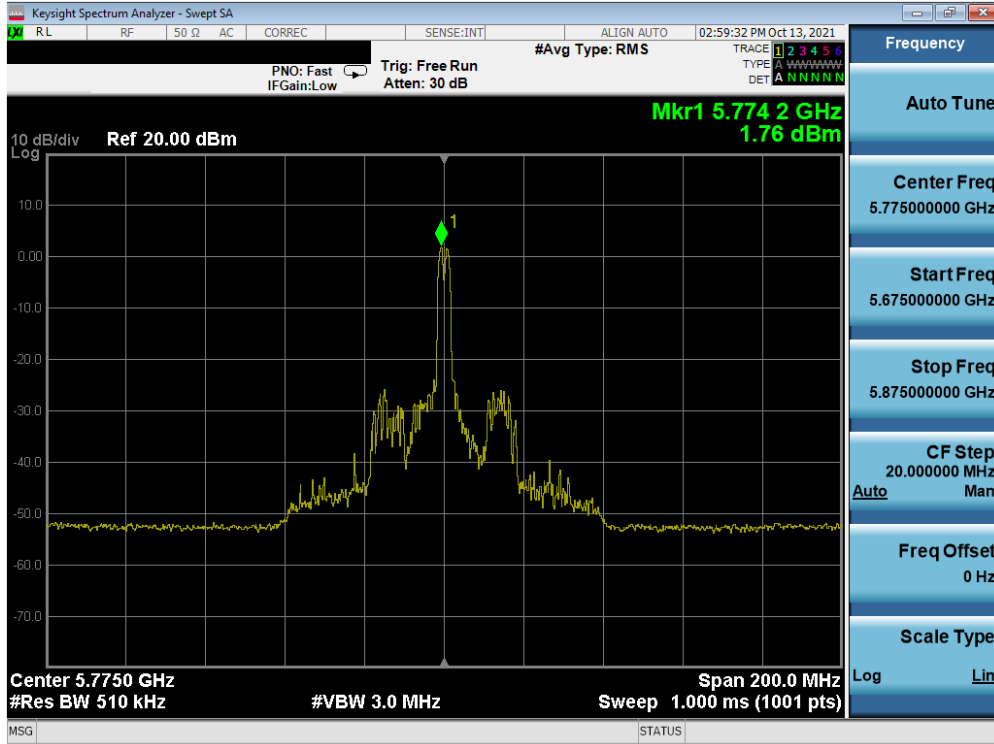 Keysight Spectrum Analyzer - Swept SA
LXI RL RF 50 Ω AC CORREC SENSE:INT ALIGN AUTO 02:59:32 PM Oct 13, 2021
#Avg Type: RMS
TRACE 1 2 3 4 5 6
TYPE A WWWWW
DET A N N N N N
PNO: Fast
IFGain:Low
Trig: Free Run
Atten: 30 dB
Mkr1 5.774 2 GHz
1.76 dBm
10 dB/div
Log
Ref 20.00 dBm
1
10.0
0.00
-10.0
-20.0
-30.0
-40.0
-50.0
-60.0
-70.0
Center 5.7750 GHz
Span 200.0 MHz
#Res BW 510 kHz
#VBW 3.0 MHz
Sweep 1.000 ms (1001 pts)
MSG
STATUS
Frequency
Auto Tune
Center Freq
5.775000000 GHz
Start Freq
5.675000000 GHz
Stop Freq
5.875000000 GHz
CF Step
20.000000 MHz
Auto Man
Freq Offset
0 Hz
Scale Type
Log Lin